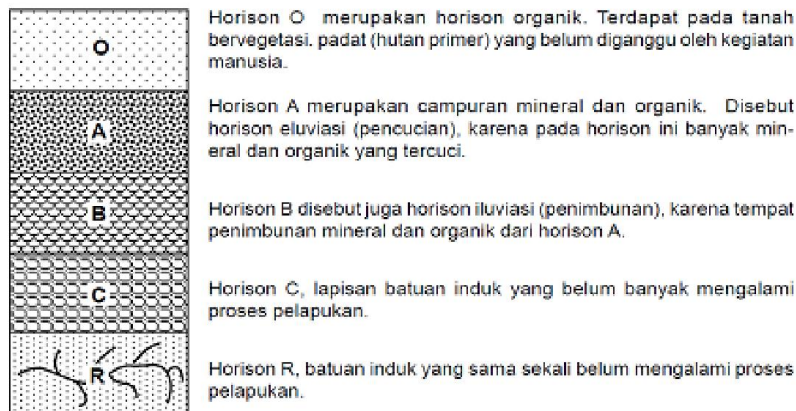 O
Horison O merupakan horison organik. Terdapat pada tanah
bervegetasi. padat (hutan primer) yang belum diganggu oleh kegiatan
manusia.
A
Horison A merupakan campuran mineral dan organik. Disebut
horison eluviasi (pencucian), karena pada horison ini banyak min-
eral dan organik yang tercuci.
B
Horison B disebut juga horison iluviasi (penimbunan), karena tempat
penimbunan mineral dan organik dari horison A.
C
Horison C, lapisan batuan induk yang belum banyak mengalami
proses pelapukan.
R
Horison R, batuan induk yang sama sekali belum mengalami proses
pelapukan.